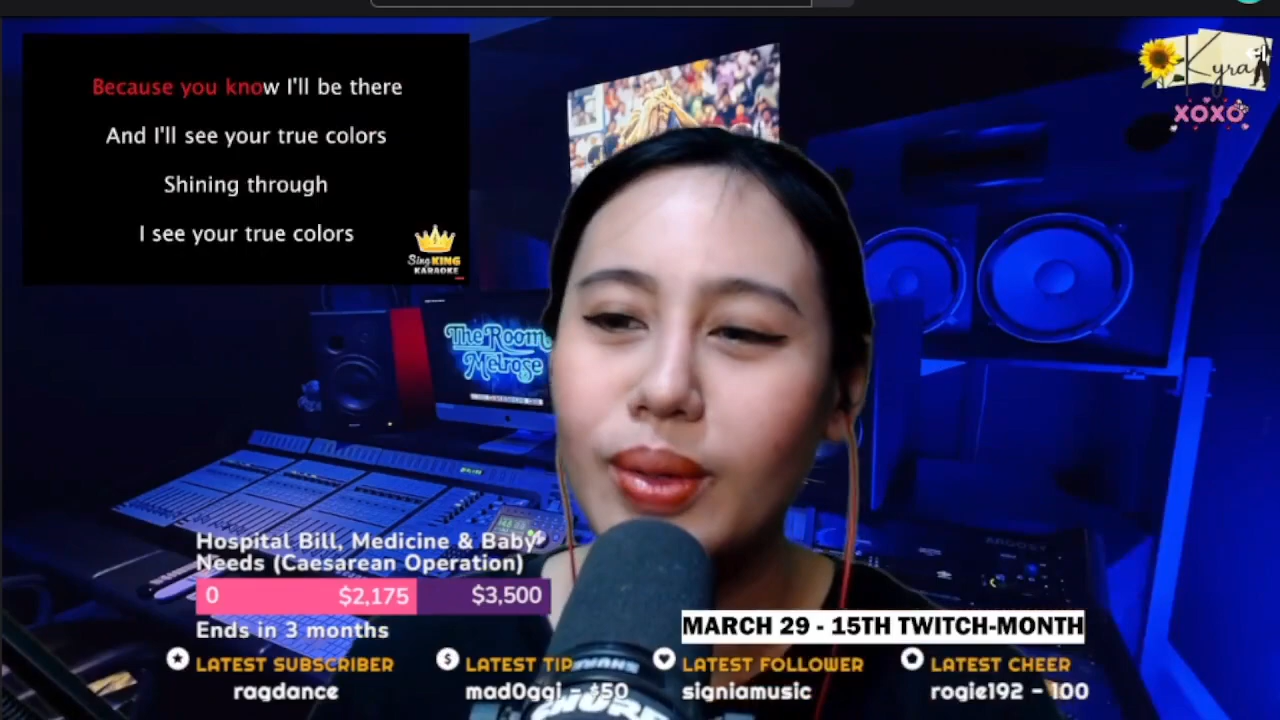 Because you know I'll be there
And I'll see your true colors
Shining through
I see your true colors
Sing KING
KARAOKE
Kyra
XOXO
The Room
Melrose
Hospital Bill, Medicine & Baby
Needs (Caesarean Operation)
0 $2,175 $3,500
Ends in 3 months
MARCH 29 - 15TH TWITCH-MONTH
LATEST SUBSCRIBER
ragdance
LATEST TIP
mad0ggi - $50
LATEST FOLLOWER
signiamusic
LATEST CHEER
rogie192 - 100